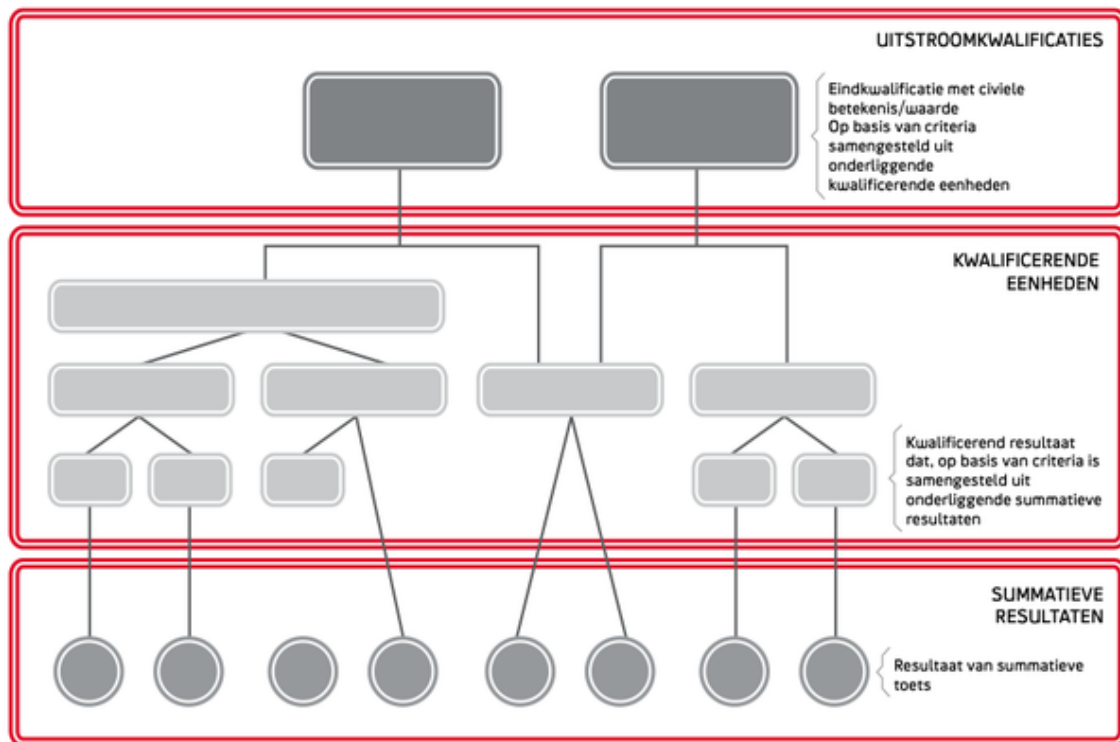 UITSTROOMKWALIFICATIES
Eindkwalificatie met civiele
betekenis/waarde
Op basis van criteria
samengesteld uit
onderliggende
kwalificerende eenheden
KWALIFICERENDE
EENHEDEN
Kwalificerend resultaat
dat, op basis van criteria is
samengesteld uit
onderliggende summatieve
resultaten
SUMMATIEVE
RESULTATEN
Resultaat van summatieve
toets